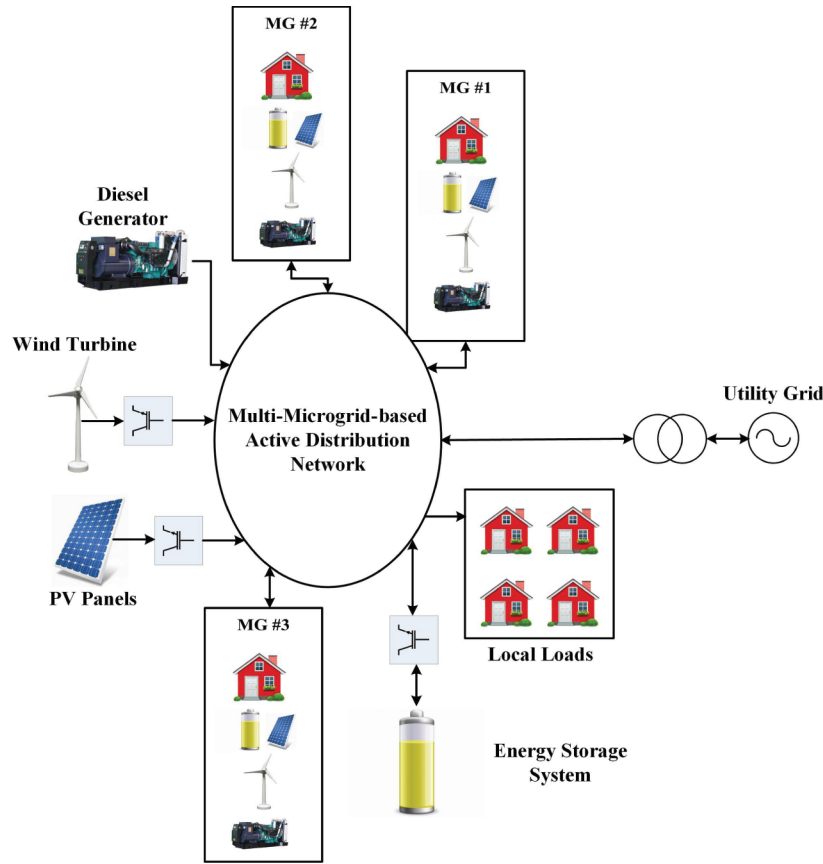 MG #2
MG #1
Diesel
Generator
Wind Turbine
Utility Grid
Multi-Microgrid-based
Active Distribution
Network
PV Panels
MG #3
Local Loads
Energy Storage
System